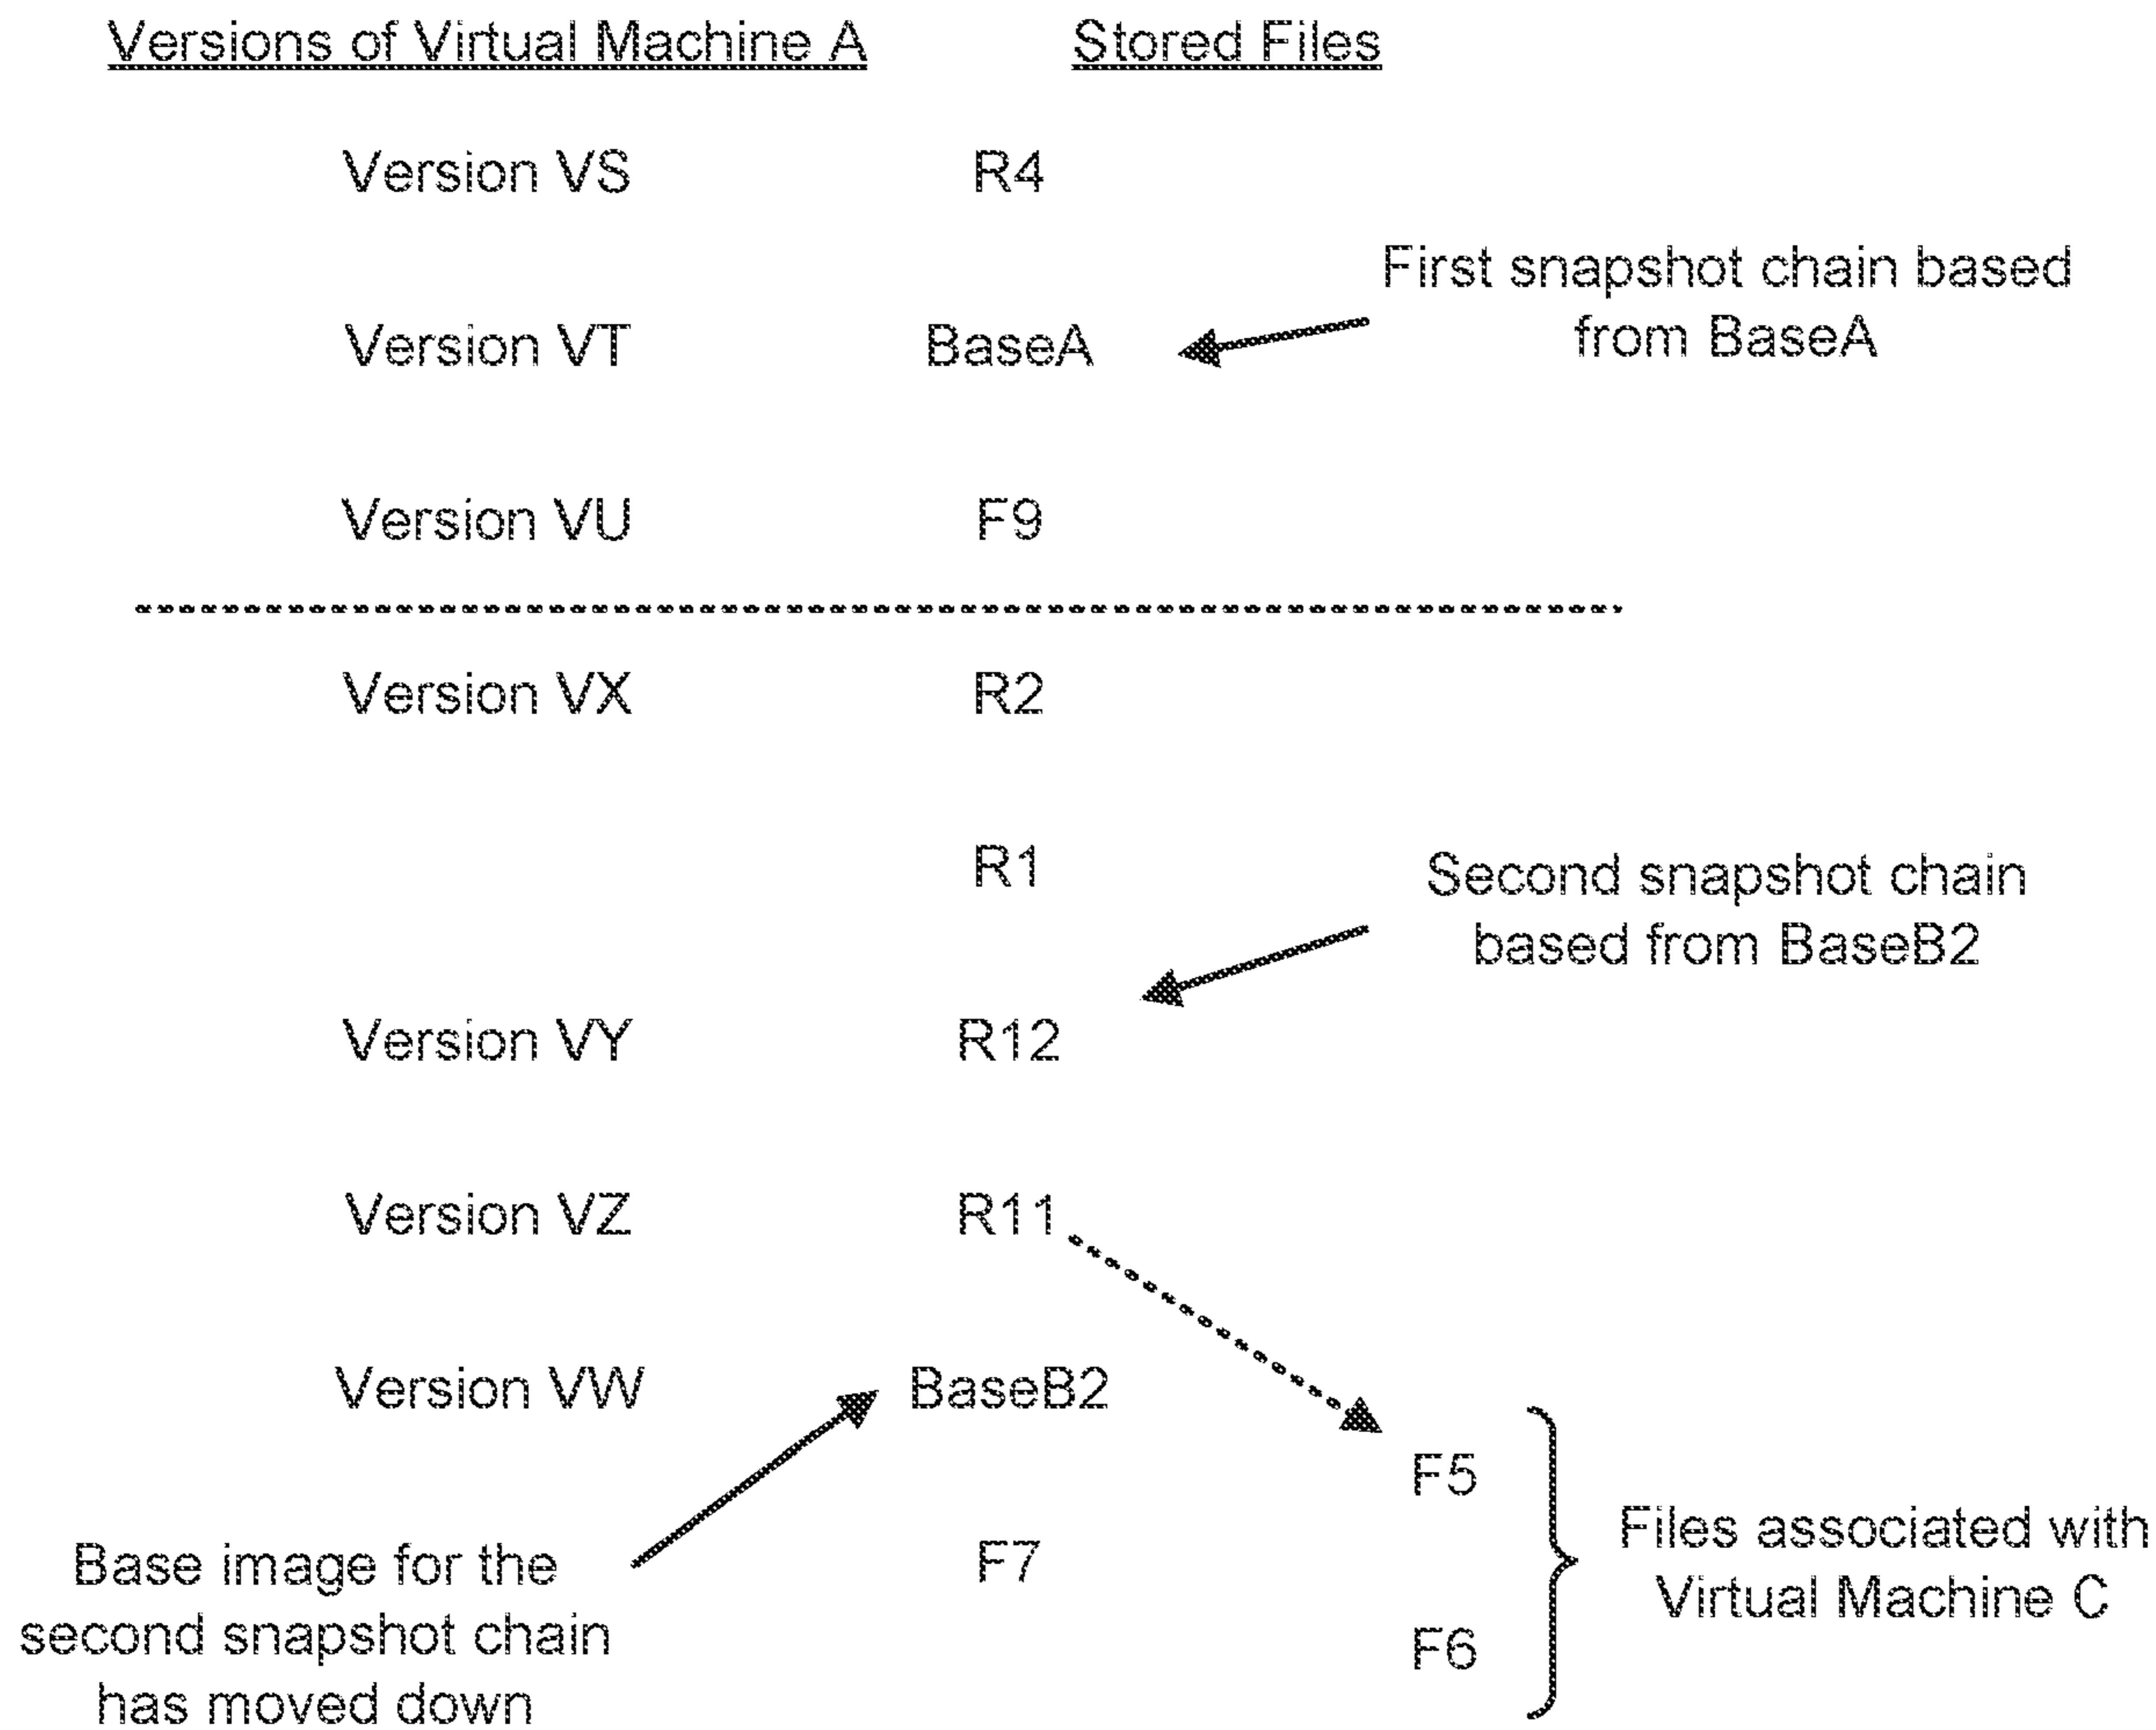 Versions of Virtual Machine A Stored Files
Version VS R4
First snapshot chain based
from BaseA
Version VT BaseA
Version VU F9
Version VX R2
R1
Second snapshot chain
based from BaseB2
Version VY R12
Version VZ R11
Version VW BaseB2
F5
F7
Base image for the
second snapshot chain
has moved down
F6
Files associated with
Virtual Machine C